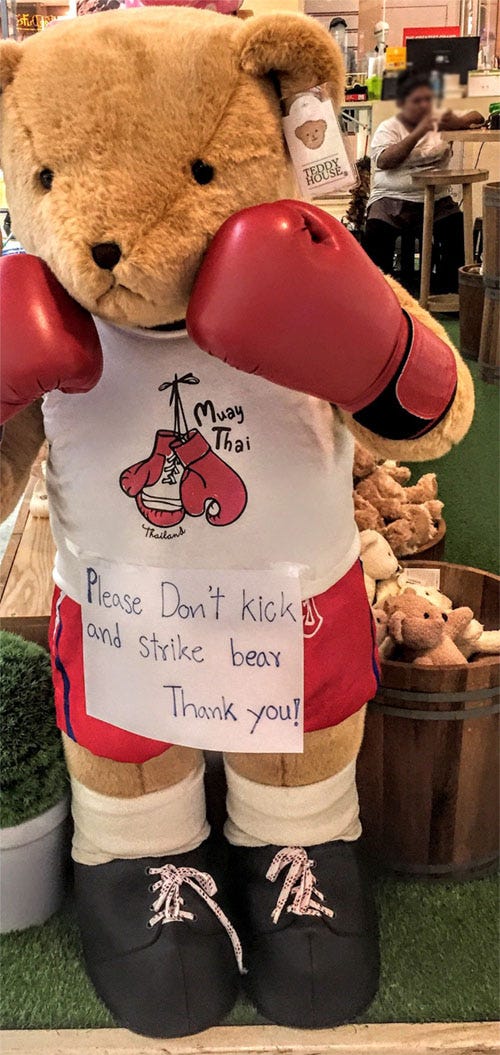 TEDDY
HOUSE
Muay
Thai
Thailand
Please Don't kick
and strike bear
Thank you!